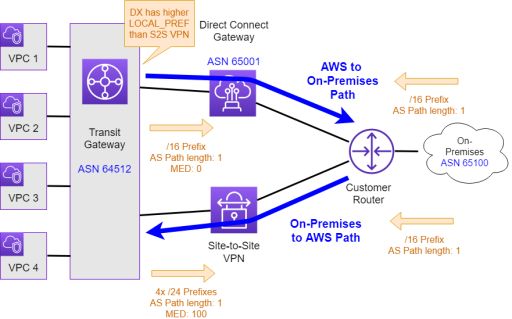 DX has higher
LOCAL_PREF
than S2S VPN
Direct Connect
Gateway
ASN 65001
VPC 1
AWS to
On-Premises
Path
/16 Prefix
AS Path length: 1
VPC 2
Transit
Gateway
ASN 64512
/16 Prefix
AS Path length: 1
MED: 0
On-
Premises
ASN 65100
Customer
Router
VPC 3
On-Premises
to AWS Path
/16 Prefix
AS Path length: 1
Site-to-Site
VPN
VPC 4
4x /24 Prefixes
AS Path length: 1
MED: 100